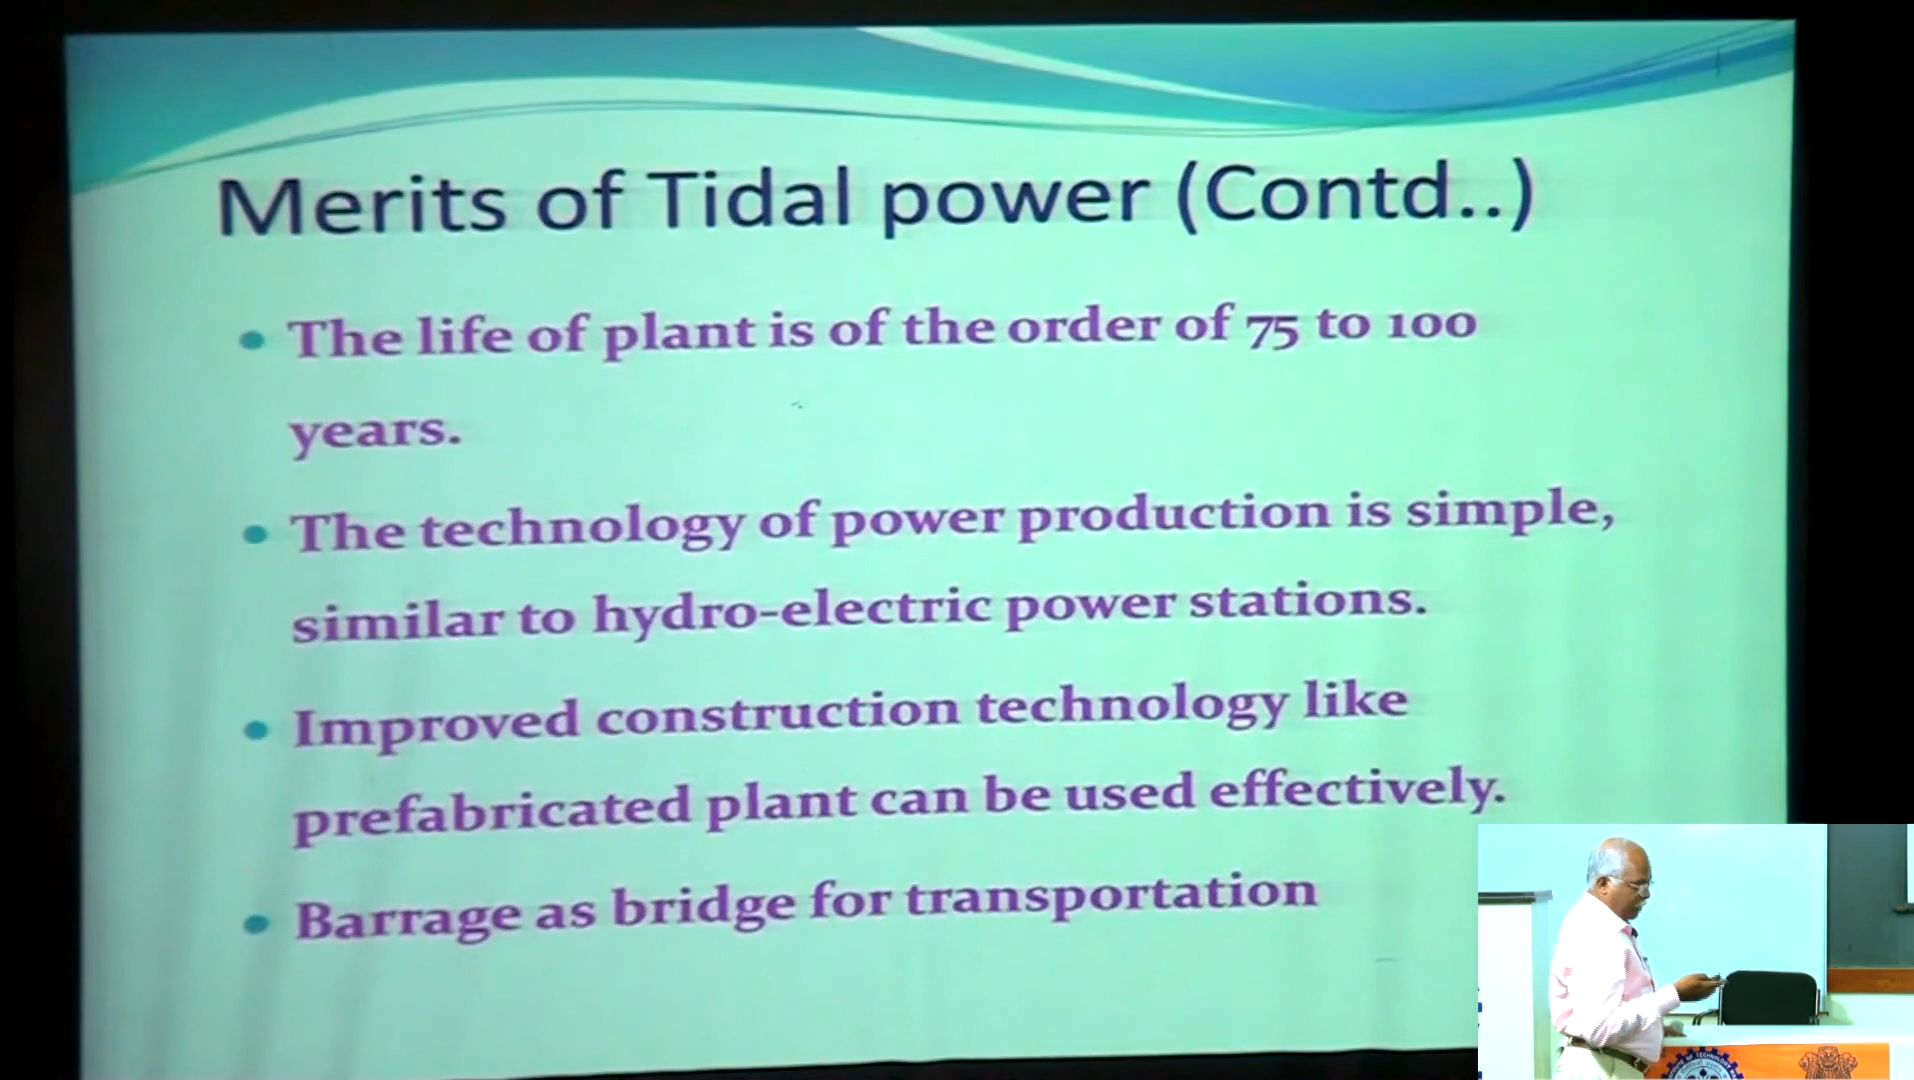 Merits of Tidal power (Contd..)
• The life of plant is of the order of 75 to 100
years.
• The technology of power production is simple,
similar to hydro-electric power stations.
• Improved construction technology like
prefabricated plant can be used effectively.
• Barrage as bridge for transportation
OF TECHNOLOGY